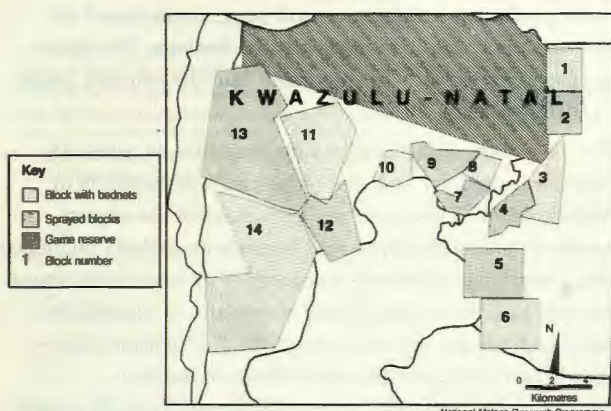 KWAZULU-NATAL
1
2
3
4
5
6
7
8
9
10
11
12
13
14
Key
Block with bednets
Sprayed blocks
Game reserve
1 Block number
N
0 2 4
Kilometres
National Malaria Research Programme